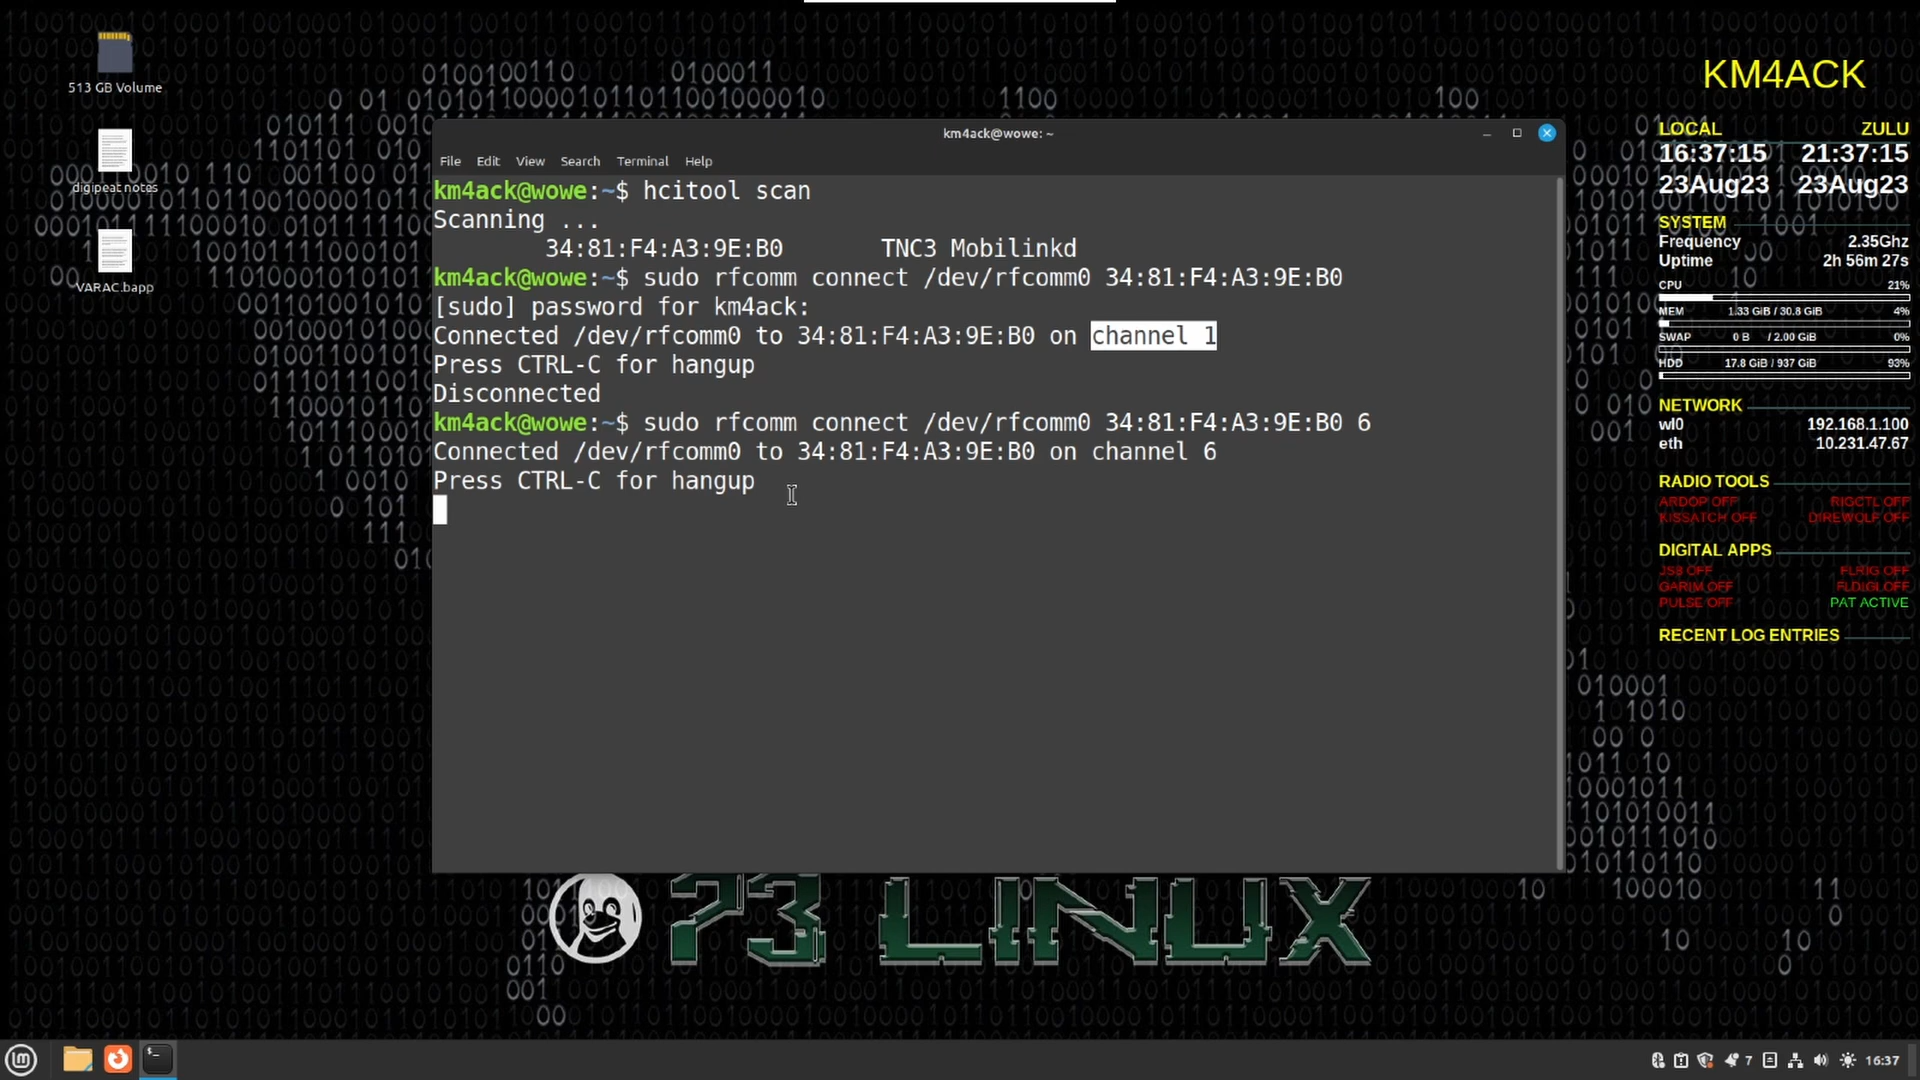 513 GB Volume
digipeat notes
VARAC.bapp
km4ack@wowe: ~
File Edit View Search Terminal Help
km4ack@wowe:~$ hcitool scan
Scanning ...
34:81:F4:A3:9E:B0 TNC3 Mobilinkd
km4ack@wowe:~$ sudo rfcomm connect /dev/rfcomm0 34:81:F4:A3:9E:B0
[sudo] password for km4ack:
Connected /dev/rfcomm0 to 34:81:F4:A3:9E:B0 on channel 1
Press CTRL-C for hangup
Disconnected
km4ack@wowe:~$ sudo rfcomm connect /dev/rfcomm0 34:81:F4:A3:9E:B0 6
Connected /dev/rfcomm0 to 34:81:F4:A3:9E:B0 on channel 6
Press CTRL-C for hangup
KM4ACK
LOCAL ZULU
16:37:15 21:37:15
23Aug23 23Aug23
SYSTEM
Frequency 2.35Ghz
Uptime 2h 56m 27s
CPU 21%
MEM 1.33 GiB / 30.8 GiB 4%
SWAP 0 B / 2.00 GiB 0%
HDD 17.8 GiB / 937 GiB 93%
NETWORK
wl0 192.168.1.100
eth 10.231.47.67
RADIO TOOLS
ARDOP OFF RIGCTL OFF
KISSATCH OFF DIREWOLF OFF
DIGITAL APPS
JS8 OFF FLRIG OFF
GARIM OFF FLDIGI OFF
PULSE OFF PAT ACTIVE
RECENT LOG ENTRIES
73 LINUX
7 16:37